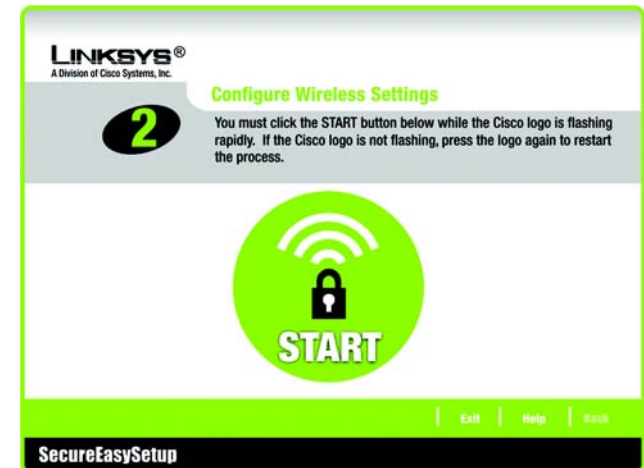 LINKSYS®
A Division of Cisco Systems, Inc.
Configure Wireless Settings
2
You must click the START button below while the Cisco logo is flashing
rapidly. If the Cisco logo is not flashing, press the logo again to restart
the process.
START
Exit | Help | Back
SecureEasySetup